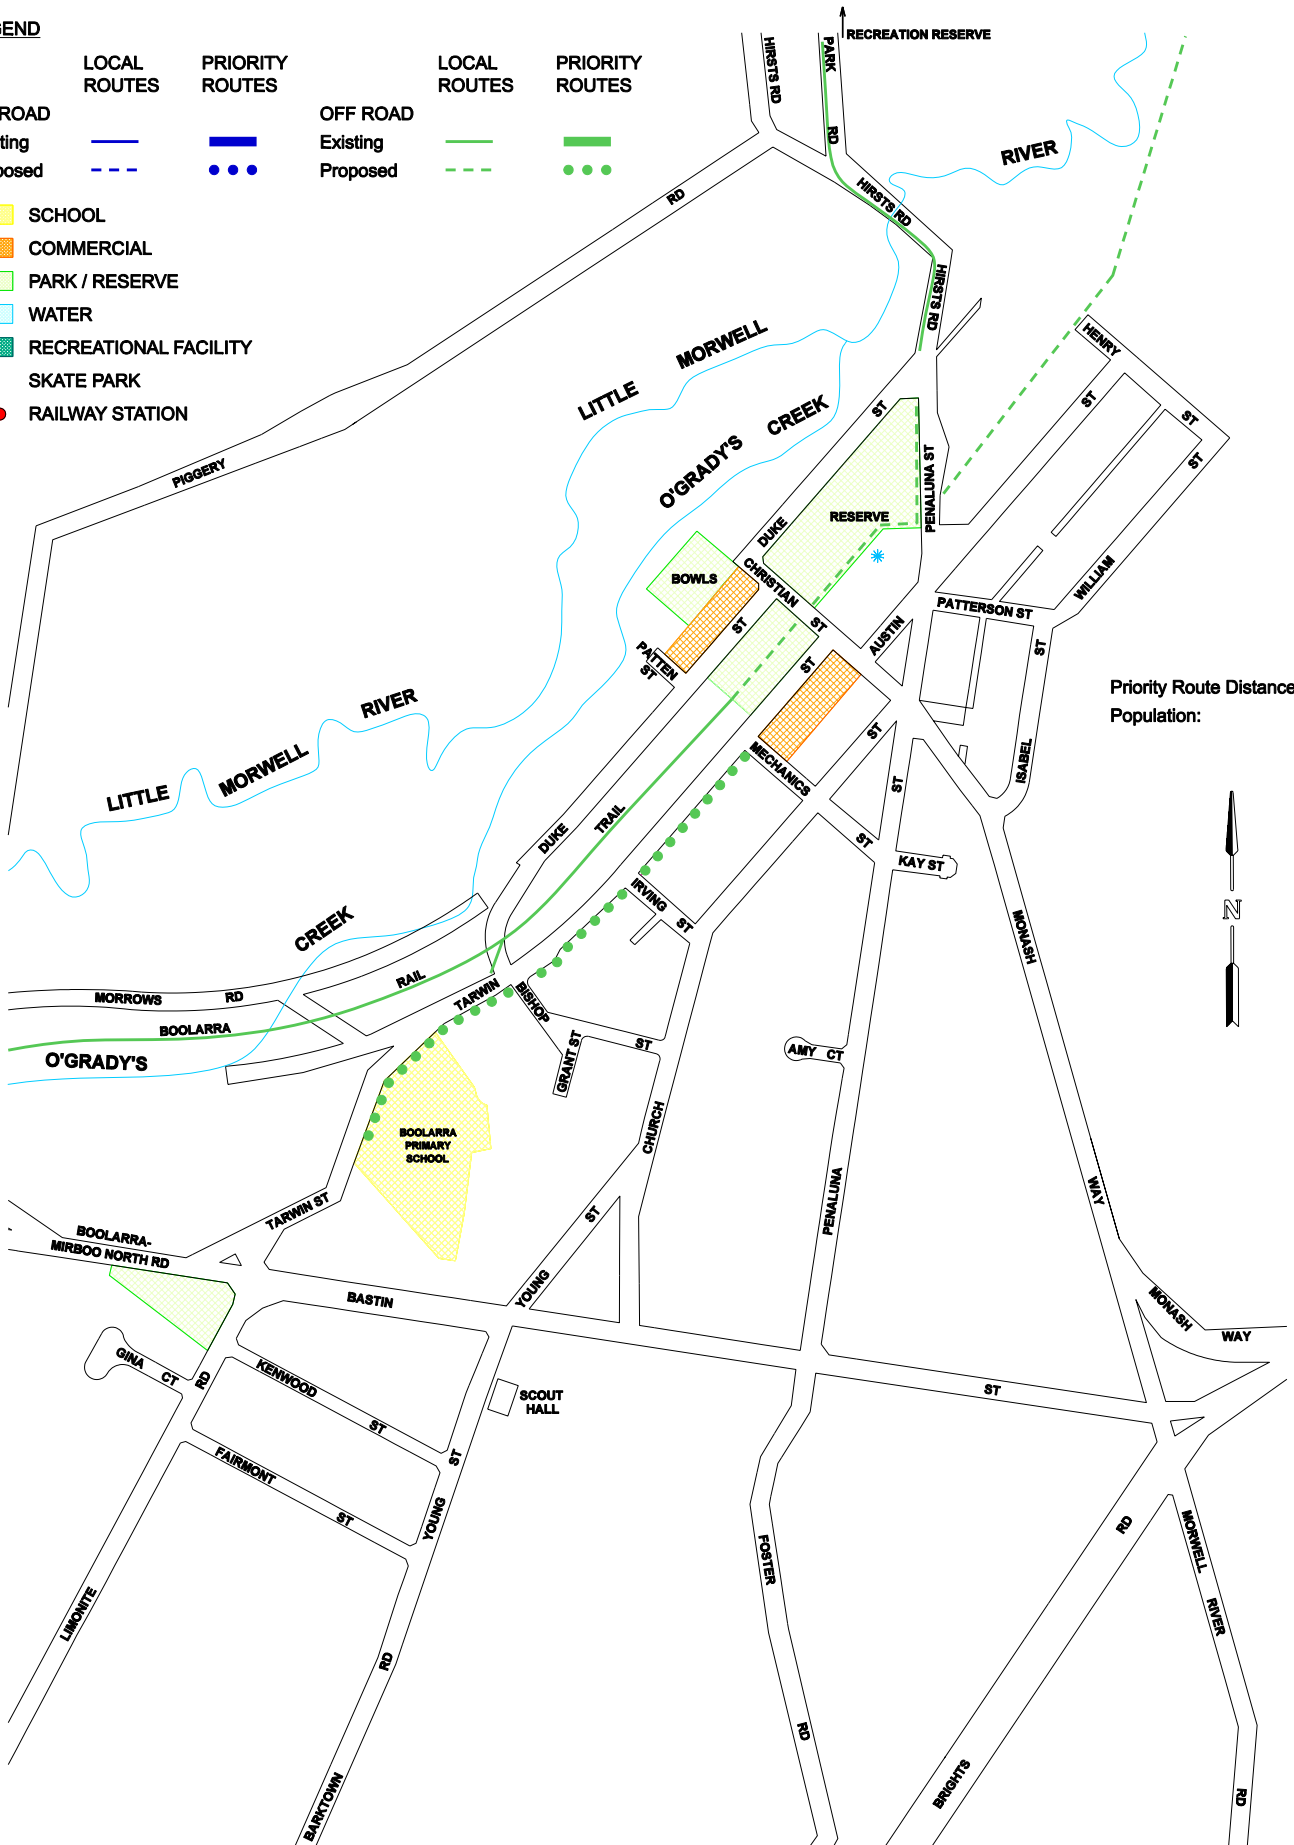 GEND
LOCAL
ROUTES
PRIORITY
ROUTES
LOCAL
ROUTES
PRIORITY
ROUTES
ROAD
OFF ROAD
ting
Existing
posed
Proposed
SCHOOL
COMMERCIAL
PARK / RESERVE
WATER
RECREATIONAL FACILITY
SKATE PARK
RAILWAY STATION
RECREATION RESERVE
HIRSTS RD
PARK
RD
RIVER
HIRSTS RD
RD
HIRSTS RD
HENRY
ST
LITTLE
MORWELL
O'GRADY'S
CREEK
ST
ST
ST
PIGGERY
PENALUNA ST
RESERVE
DUKE
BOWLS
CHRISTIAN
ST
WILLIAM
PATTERSON ST
ST
AUSTIN
ST
PATTEN
ST
ST
ST
Priority Route Distance
Population:
LITTLE
MORWELL
RIVER
MECHANICS
ST
ST
ISABEL
DUKE
TRAIL
ST
KAY ST
IRVING
ST
N
MONASH
CREEK
RAIL
TARWIN
BISHOP
MORROWS
RD
BOOLARRA
O'GRADY'S
GRANT ST
ST
AMY
CT
CHURCH
BOOLARRA
PRIMARY
SCHOOL
WAY
PENALUNA
TARWIN ST
ST
BOOLARRA-
MIRBOO NORTH RD
BASTIN
YOUNG
MONASH
WAY
GINA
CT
RD
KENWOOD
ST
SCOUT
HALL
ST
FAIRMONT
ST
ST
YOUNG
LIMONITE
RD
FOSTER
RD
RD
MORWELL
RIVER
RD
BRIGHTS
BARKTOWN
RD